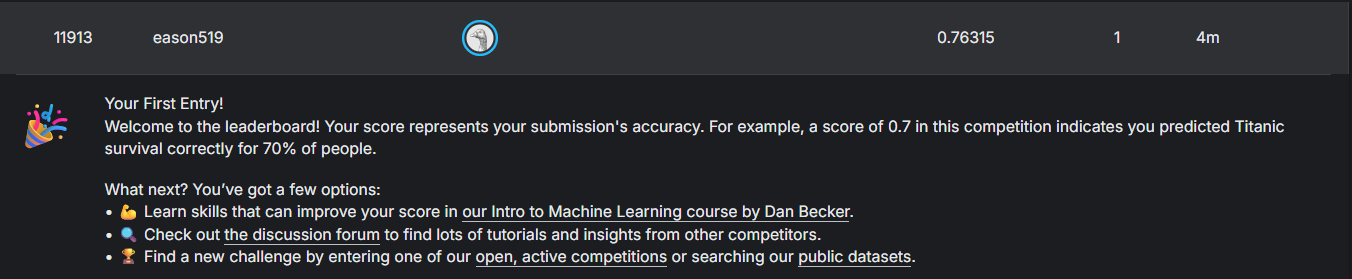 11913 eason519 0.76315 1 4m
Your First Entry!
Welcome to the leaderboard! Your score represents your submission's accuracy. For example, a score of 0.7 in this competition indicates you predicted Titanic
survival correctly for 70% of people.
What next? You've got a few options:
• 💪 Learn skills that can improve your score in our Intro to Machine Learning course by Dan Becker.
• 🔍 Check out the discussion forum to find lots of tutorials and insights from other competitors.
• 🏆 Find a new challenge by entering one of our open, active competitions or searching our public datasets.